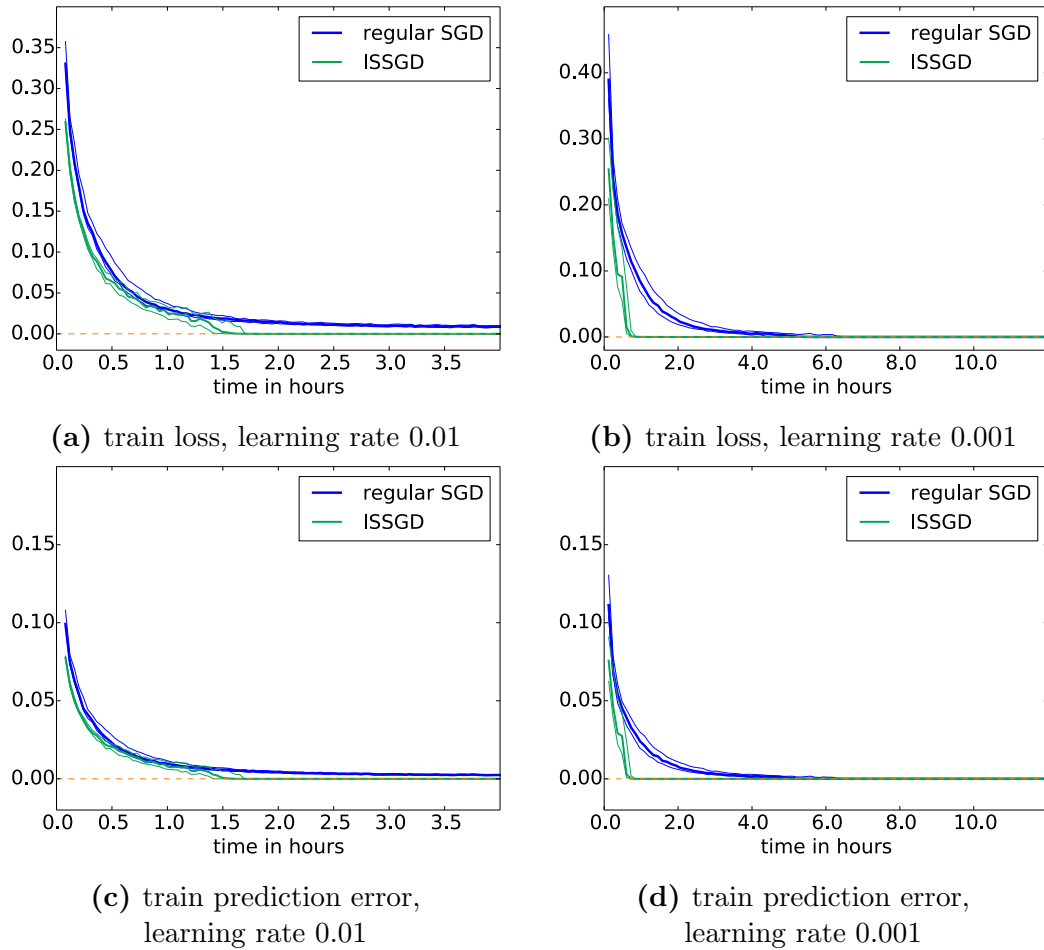 regular SGD
ISSGD
0.35
0.30
0.25
0.20
0.15
0.10
0.05
0.00
0.0 0.5 1.0 1.5 2.0 2.5 3.0 3.5
time in hours
(a) train loss, learning rate 0.01
regular SGD
ISSGD
0.40
0.30
0.20
0.10
0.00
0.0 2.0 4.0 6.0 8.0 10.0
time in hours
(b) train loss, learning rate 0.001
regular SGD
ISSGD
0.15
0.10
0.05
0.00
0.0 0.5 1.0 1.5 2.0 2.5 3.0 3.5
time in hours
(c) train prediction error,
learning rate 0.01
regular SGD
ISSGD
0.15
0.10
0.05
0.00
0.0 2.0 4.0 6.0 8.0 10.0
time in hours
(d) train prediction error,
learning rate 0.001